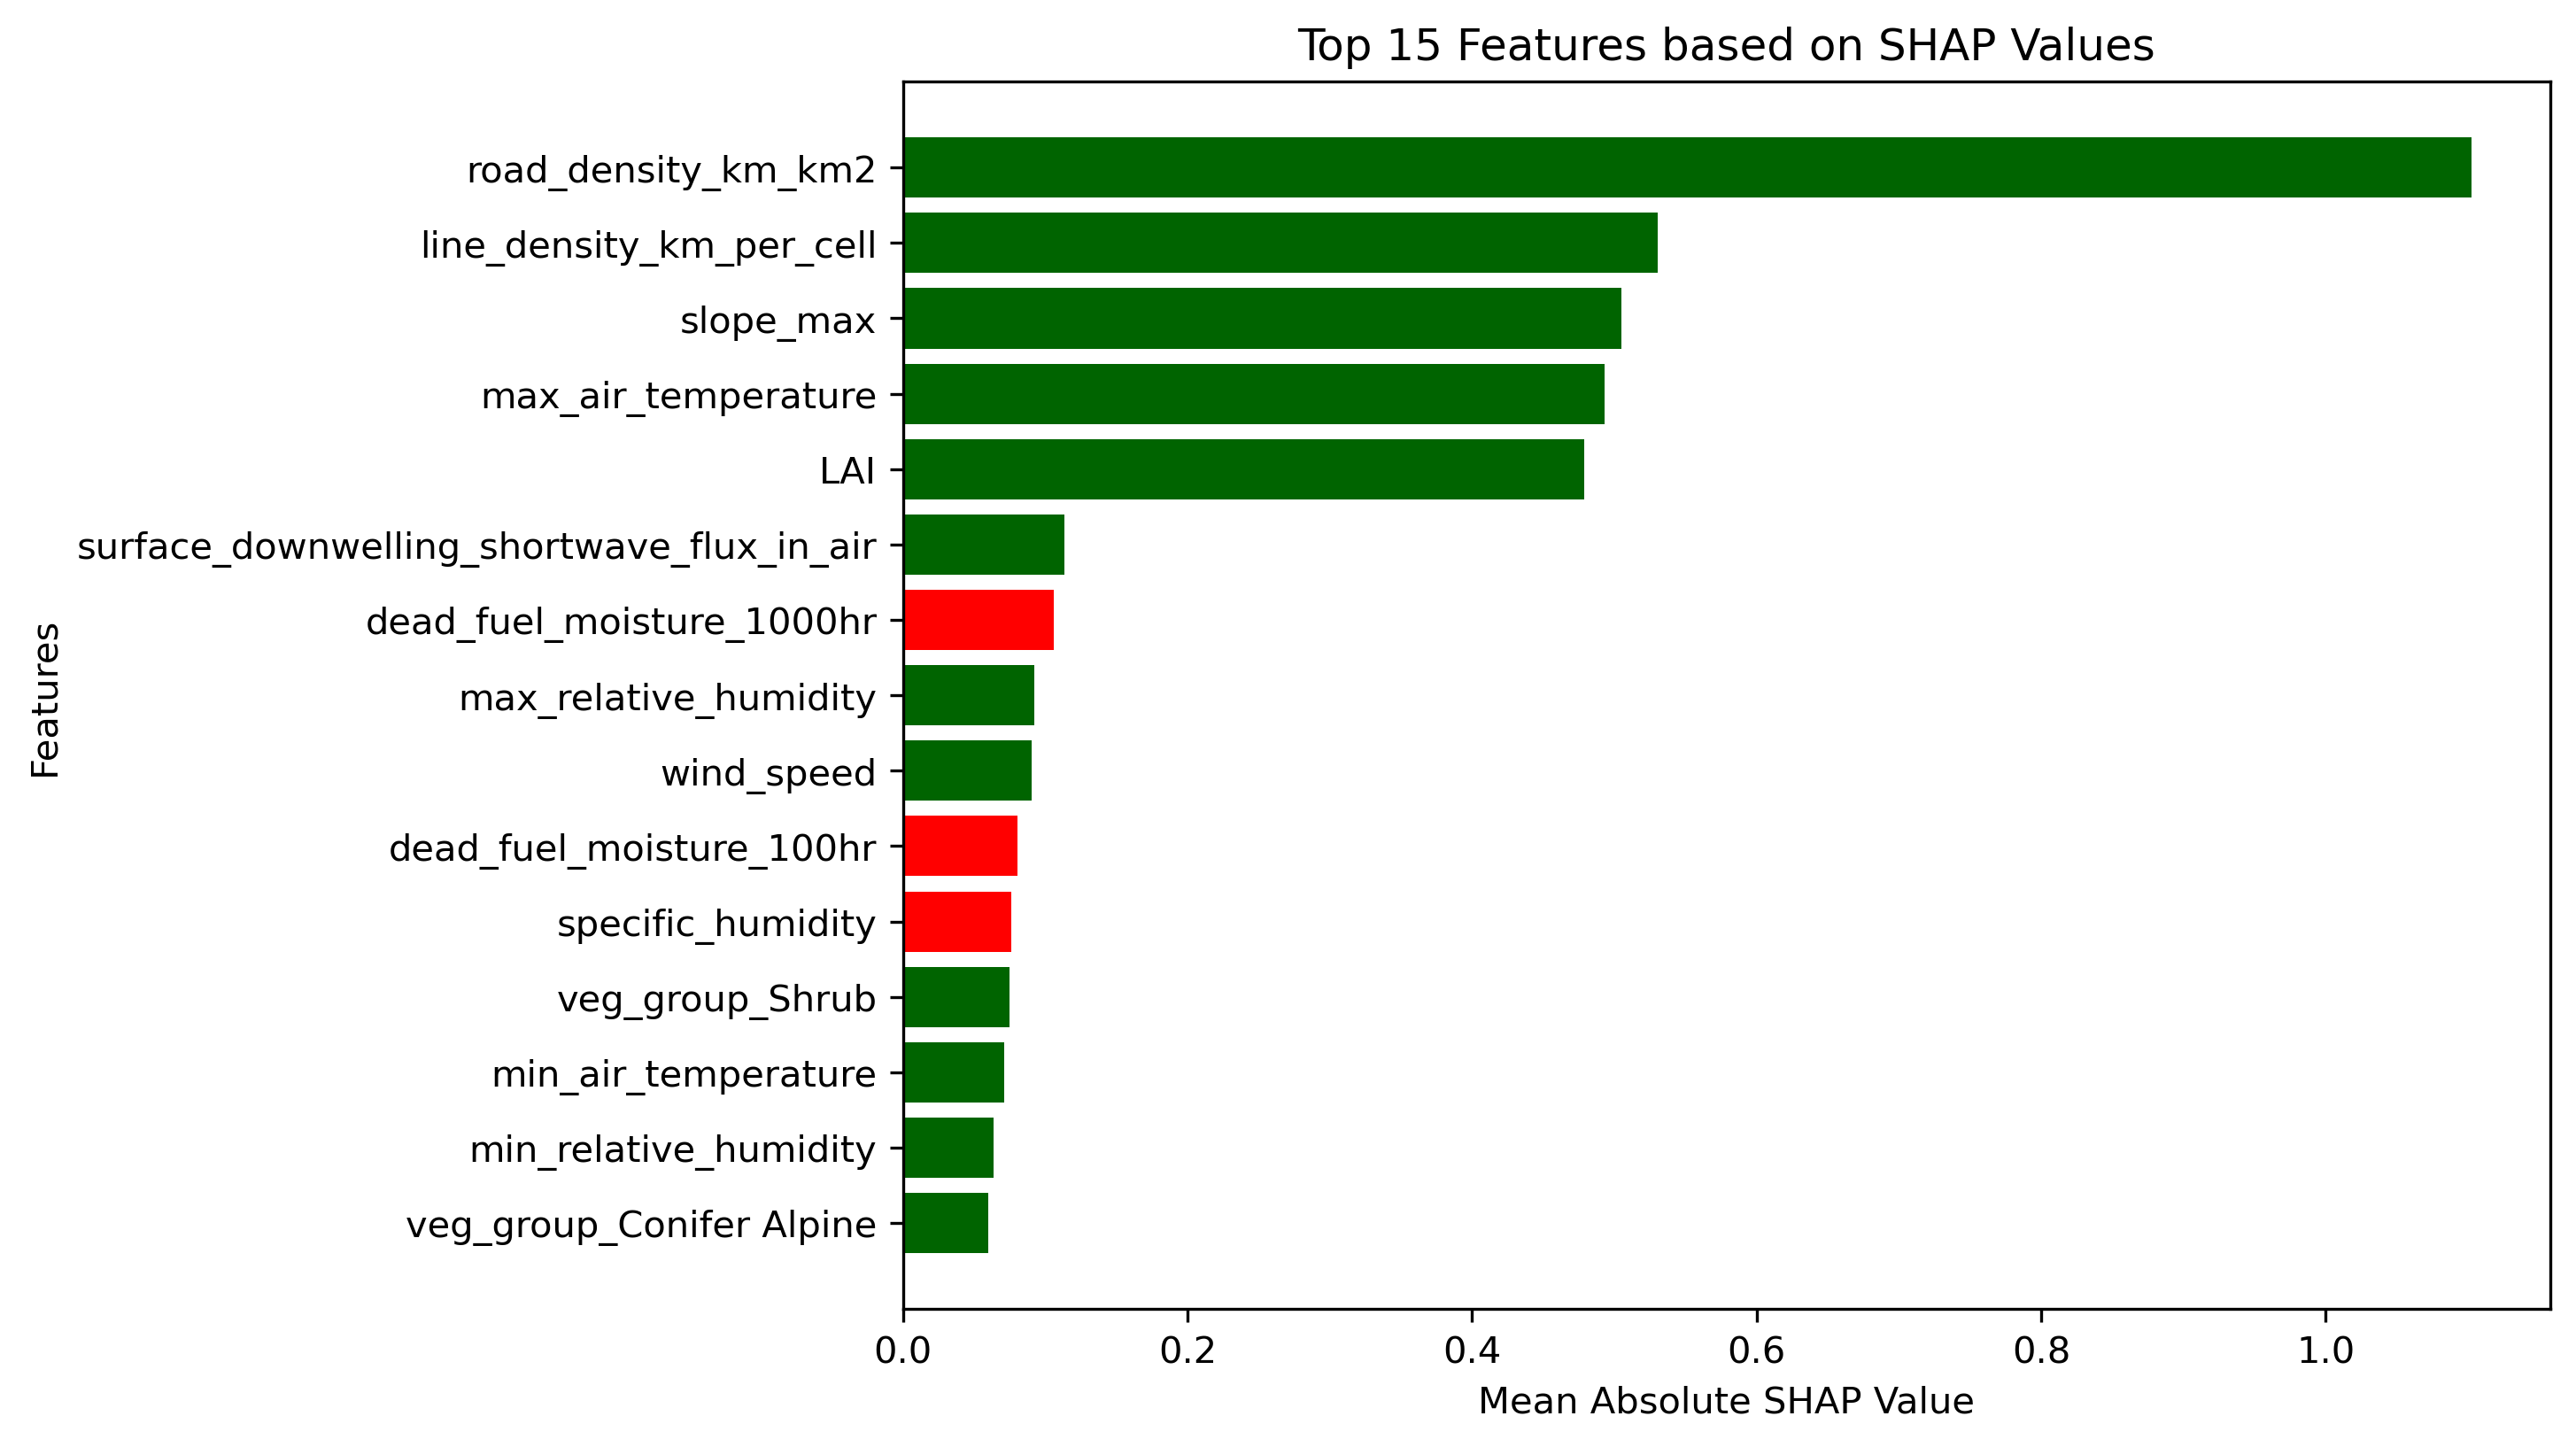 Top 15 Features based on SHAP Values
Features
road_density_km_km2
line_density_km_per_cell
slope_max
max_air_temperature
LAI
surface_downwelling_shortwave_flux_in_air
dead_fuel_moisture_1000hr
max_relative_humidity
wind_speed
dead_fuel_moisture_100hr
specific_humidity
veg_group_Shrub
min_air_temperature
min_relative_humidity
veg_group_Conifer Alpine
0.0 0.2 0.4 0.6 0.8 1.0
Mean Absolute SHAP Value